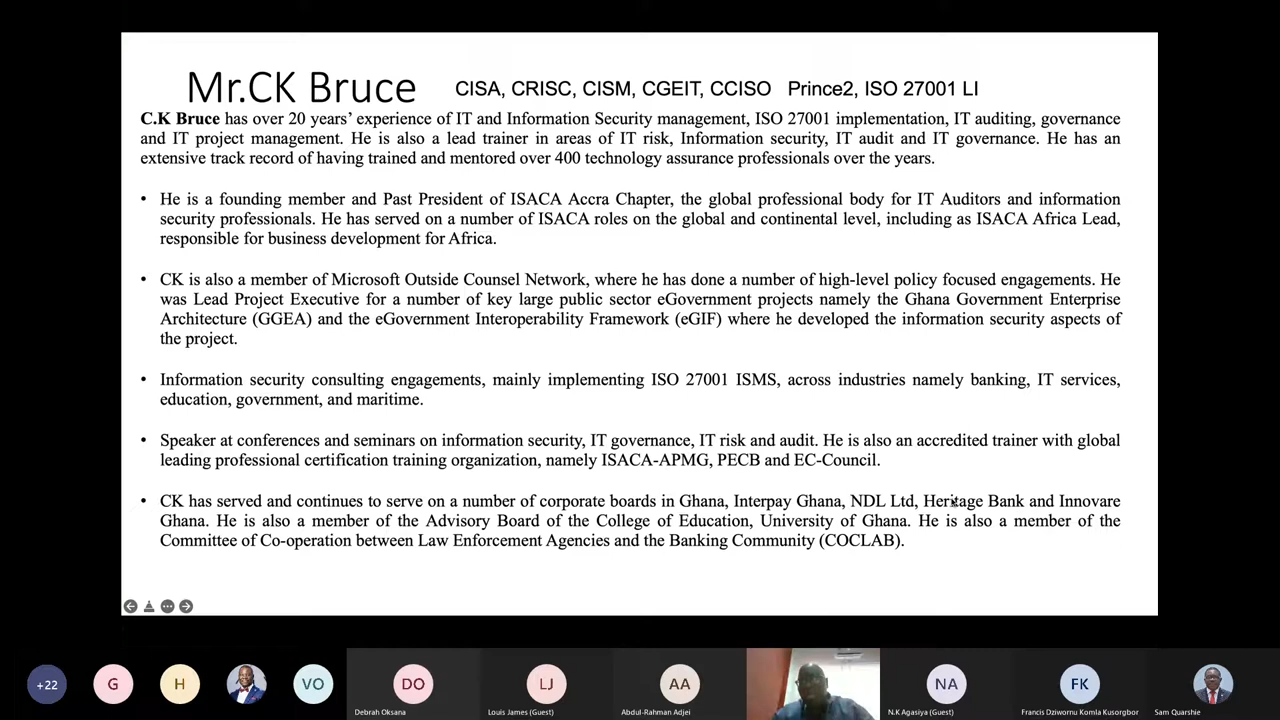 Mr.CK Bruce CISA, CRISC, CISM, CGEIT, CCISO Prince2, ISO 27001 LI
C.K Bruce has over 20 years’ experience of IT and Information Security management, ISO 27001 implementation, IT auditing, governance
and IT project management. He is also a lead trainer in areas of IT risk, Information security, IT audit and IT governance. He has an
extensive track record of having trained and mentored over 400 technology assurance professionals over the years.
• He is a founding member and Past President of ISACA Accra Chapter, the global professional body for IT Auditors and information
security professionals. He has served on a number of ISACA roles on the global and continental level, including as ISACA Africa Lead,
responsible for business development for Africa.
• CK is also a member of Microsoft Outside Counsel Network, where he has done a number of high-level policy focused engagements. He
was Lead Project Executive for a number of key large public sector eGovernment projects namely the Ghana Government Enterprise
Architecture (GGEA) and the eGovernment Interoperability Framework (eGIF) where he developed the information security aspects of
the project.
• Information security consulting engagements, mainly implementing ISO 27001 ISMS, across industries namely banking, IT services,
education, government, and maritime.
• Speaker at conferences and seminars on information security, IT governance, IT risk and audit. He is also an accredited trainer with global
leading professional certification training organization, namely ISACA-APMG, PECB and EC-Council.
• CK has served and continues to serve on a number of corporate boards in Ghana, Interpay Ghana, NDL Ltd, Heritage Bank and Innovare
Ghana. He is also a member of the Advisory Board of the College of Education, University of Ghana. He is also a member of the
Committee of Co-operation between Law Enforcement Agencies and the Banking Community (COCLAB).
+22 G H VO DO LJ AA NA FK
Debrah Oksana Louis James (Guest) Abdul-Rahman Adjei N.K Agasiya (Guest) Francis Dziwornu Komla Kusorgbor Sam Quarshie